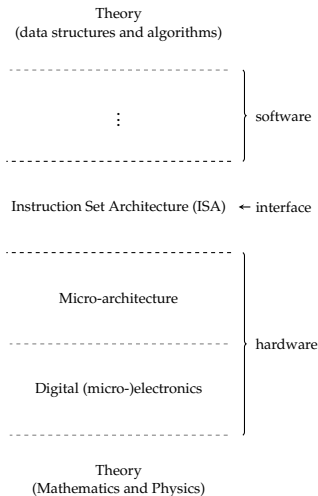 Theory
(data structures and algorithms)
⋮
software
Instruction Set Architecture (ISA) ← interface
Micro-architecture
hardware
Digital (micro-)electronics
Theory
(Mathematics and Physics)